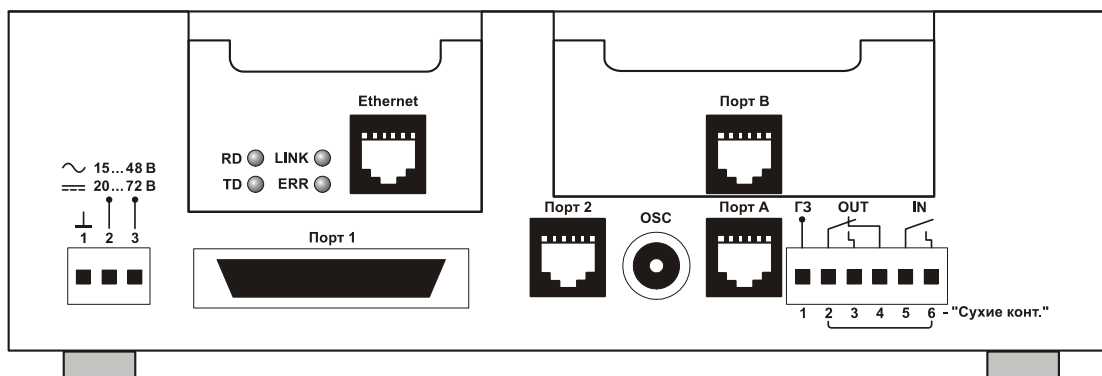 Ethernet
Порт B
RD LINK
TD ERR
15...48 В
20...72 В
1 2 3
Порт 1
Порт 2
OSC
Порт A
ГЗ OUT IN
1 2 3 4 5 6 - "Сухие конт."